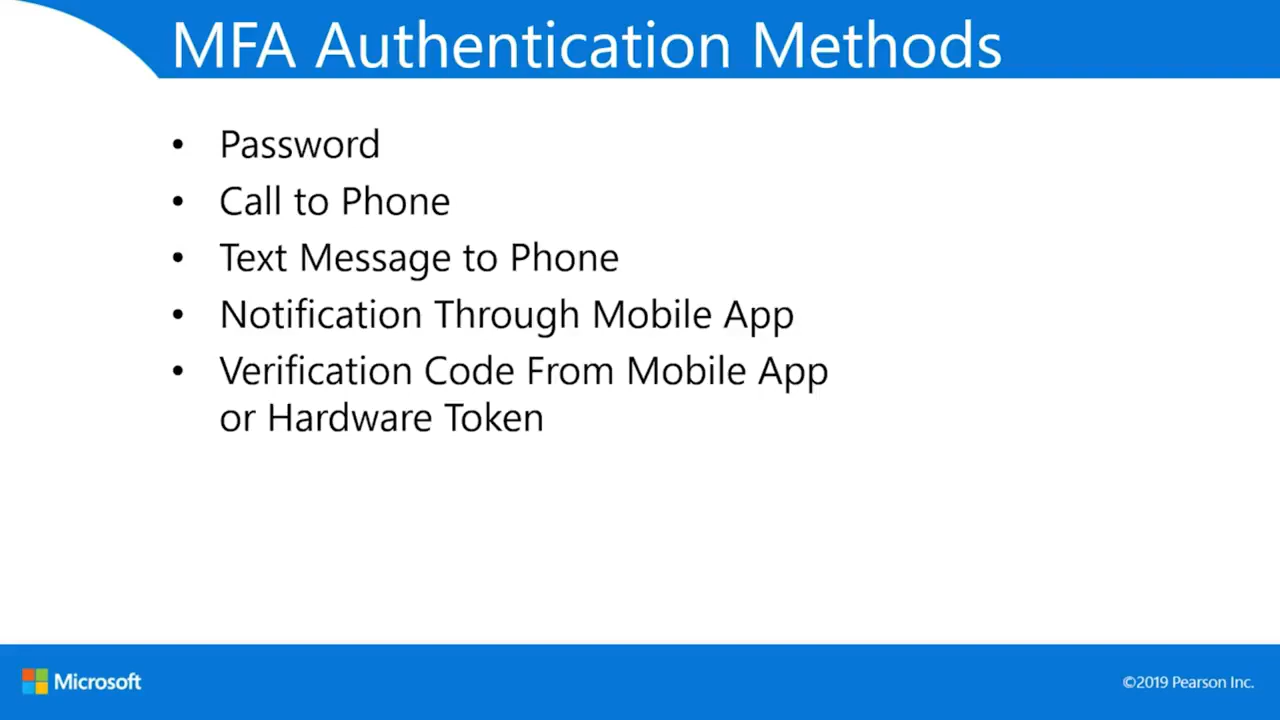 MFA Authentication Methods
• Password
• Call to Phone
• Text Message to Phone
• Notification Through Mobile App
• Verification Code From Mobile App
or Hardware Token
Microsoft
©2019 Pearson Inc.